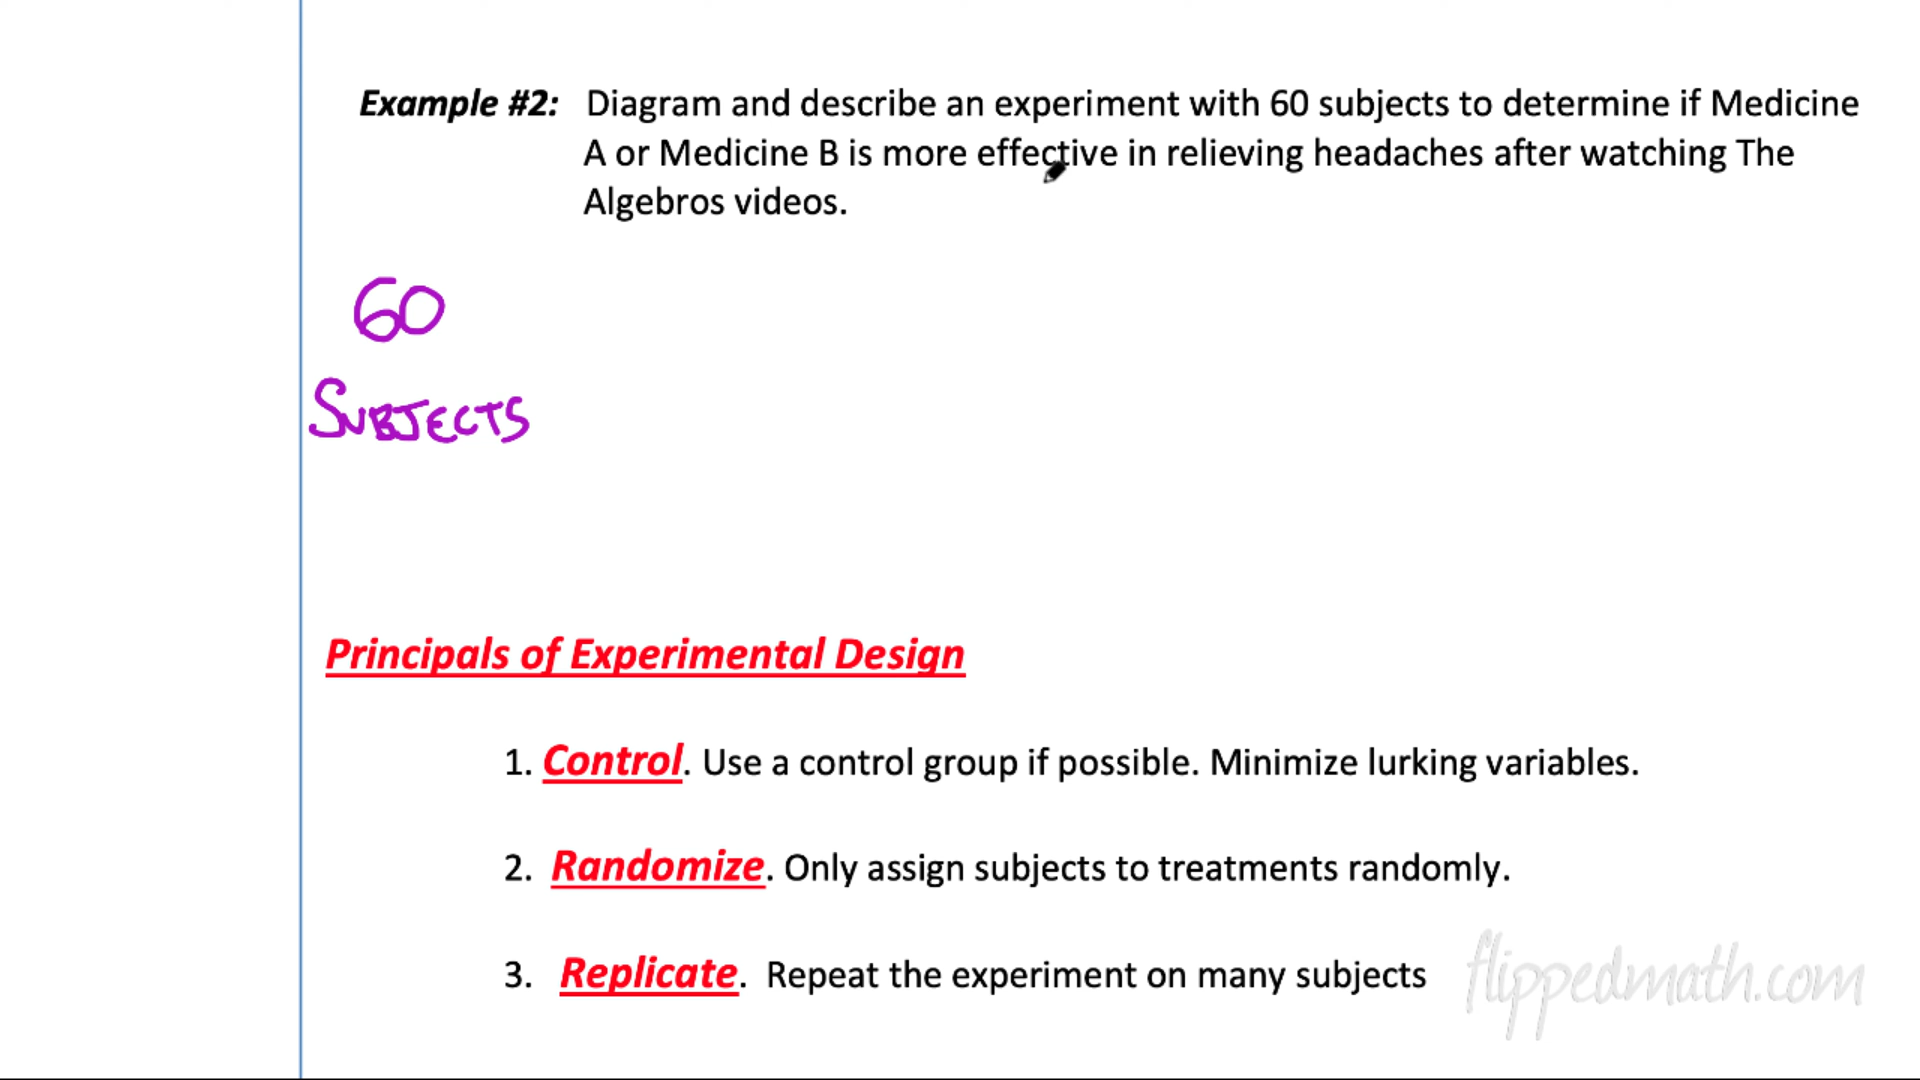 Example #2: Diagram and describe an experiment with 60 subjects to determine if Medicine
A or Medicine B is more effective in relieving headaches after watching The
Algebros videos.
60
SUBJECTS
Principals of Experimental Design
1. Control. Use a control group if possible. Minimize lurking variables.
2. Randomize. Only assign subjects to treatments randomly.
3. Replicate. Repeat the experiment on many subjects
flippedmath.com